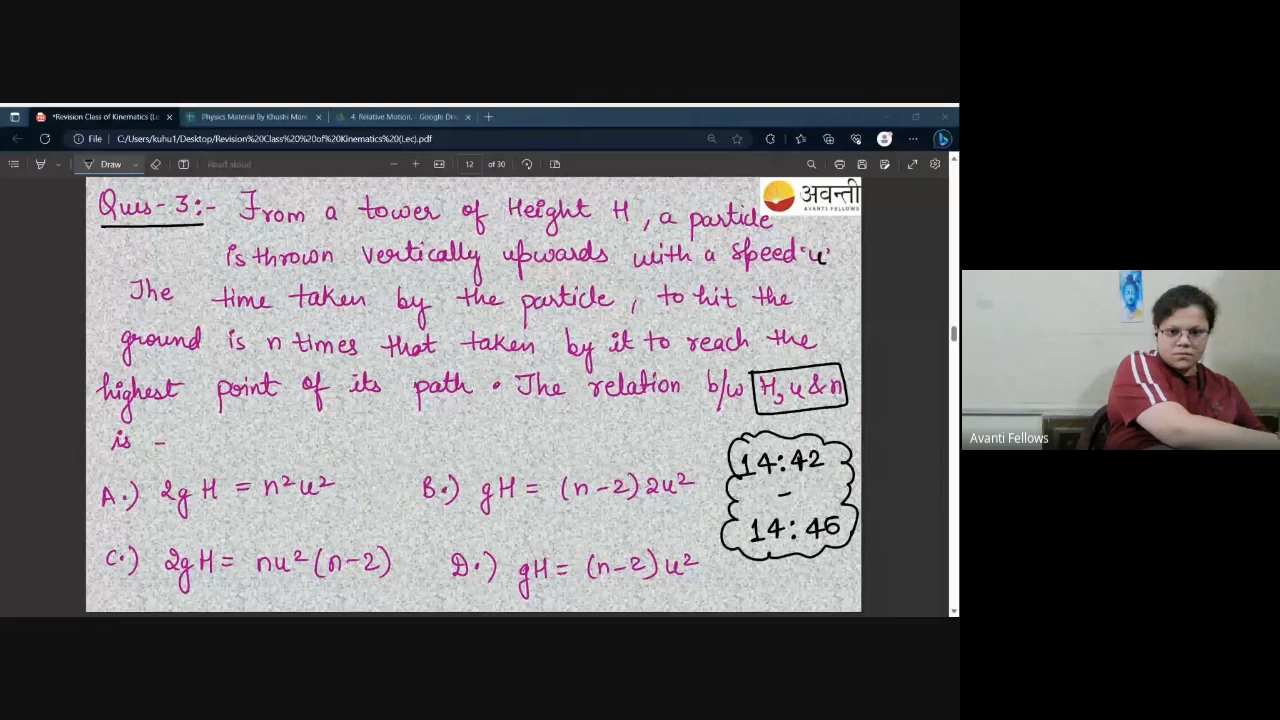 *Revision Class of Kinematics (Le
Physics Material By Khushi Mam
4. Relative Motion. - Google Dri
File
C:/Users/kuhu1/Desktop/Revision%20Class%20%20of%20Kinematics%20(Lec).pdf
Draw
Read aloud
12 of 30
अवन्ती
AVANTI FELLOWS
Ques-3:- From a tower of Height H, a particle
is thrown vertically upwards with a speed 'u'
The time taken by the particle, to hit the
ground is n times that taken by it to reach the
highest point of its path. The relation b/w H, u & n
is -
A.) 2gH = n²u²
B.) gH = (n-2)2u²
C.) 2gH = nu²(n-2)
D.) gH = (n-2)u²
14:42
-
14:46
Avanti Fellows